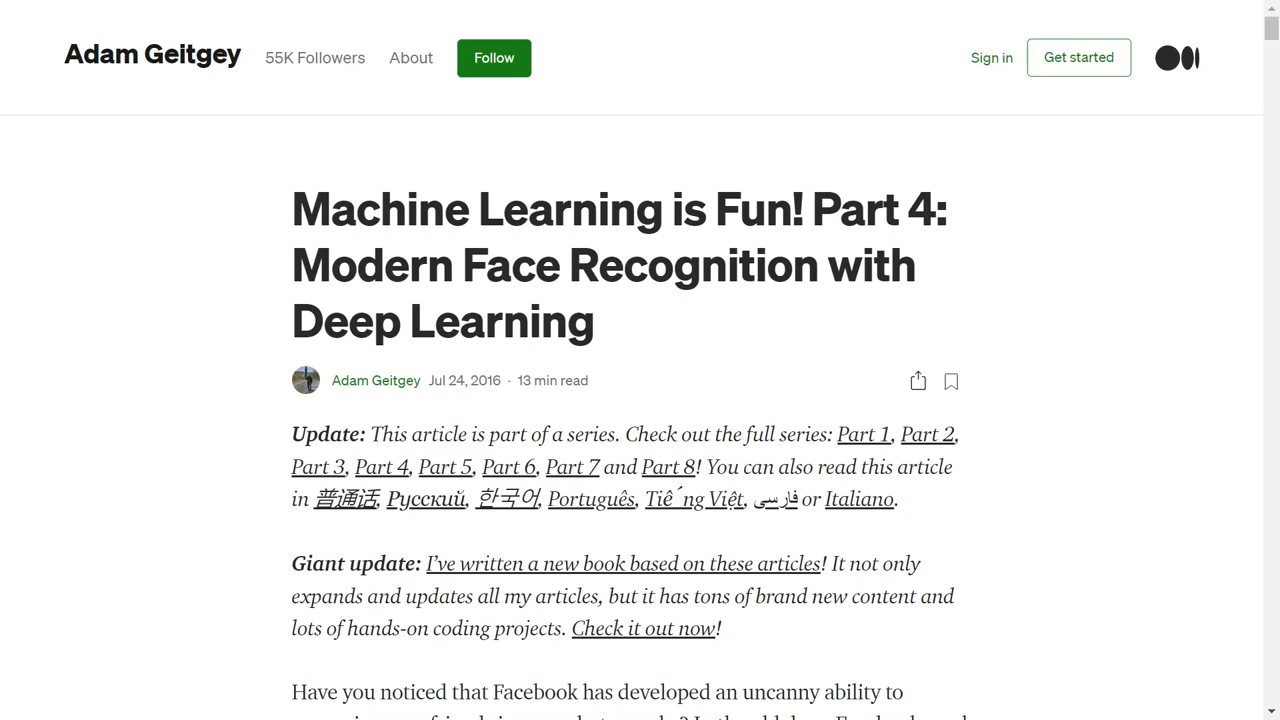 Adam Geitgey 55K Followers About Follow Sign in Get started
Machine Learning is Fun! Part 4:
Modern Face Recognition with
Deep Learning
Adam Geitgey Jul 24, 2016 · 13 min read
Update: This article is part of a series. Check out the full series: Part 1, Part 2,
Part 3, Part 4, Part 5, Part 6, Part 7 and Part 8! You can also read this article
in 普通话, Русский, 한국어, Português, Tiếng Việt, فارسی or Italiano.
Giant update: I’ve written a new book based on these articles! It not only
expands and updates all my articles, but it has tons of brand new content and
lots of hands-on coding projects. Check it out now!
Have you noticed that Facebook has developed an uncanny ability to